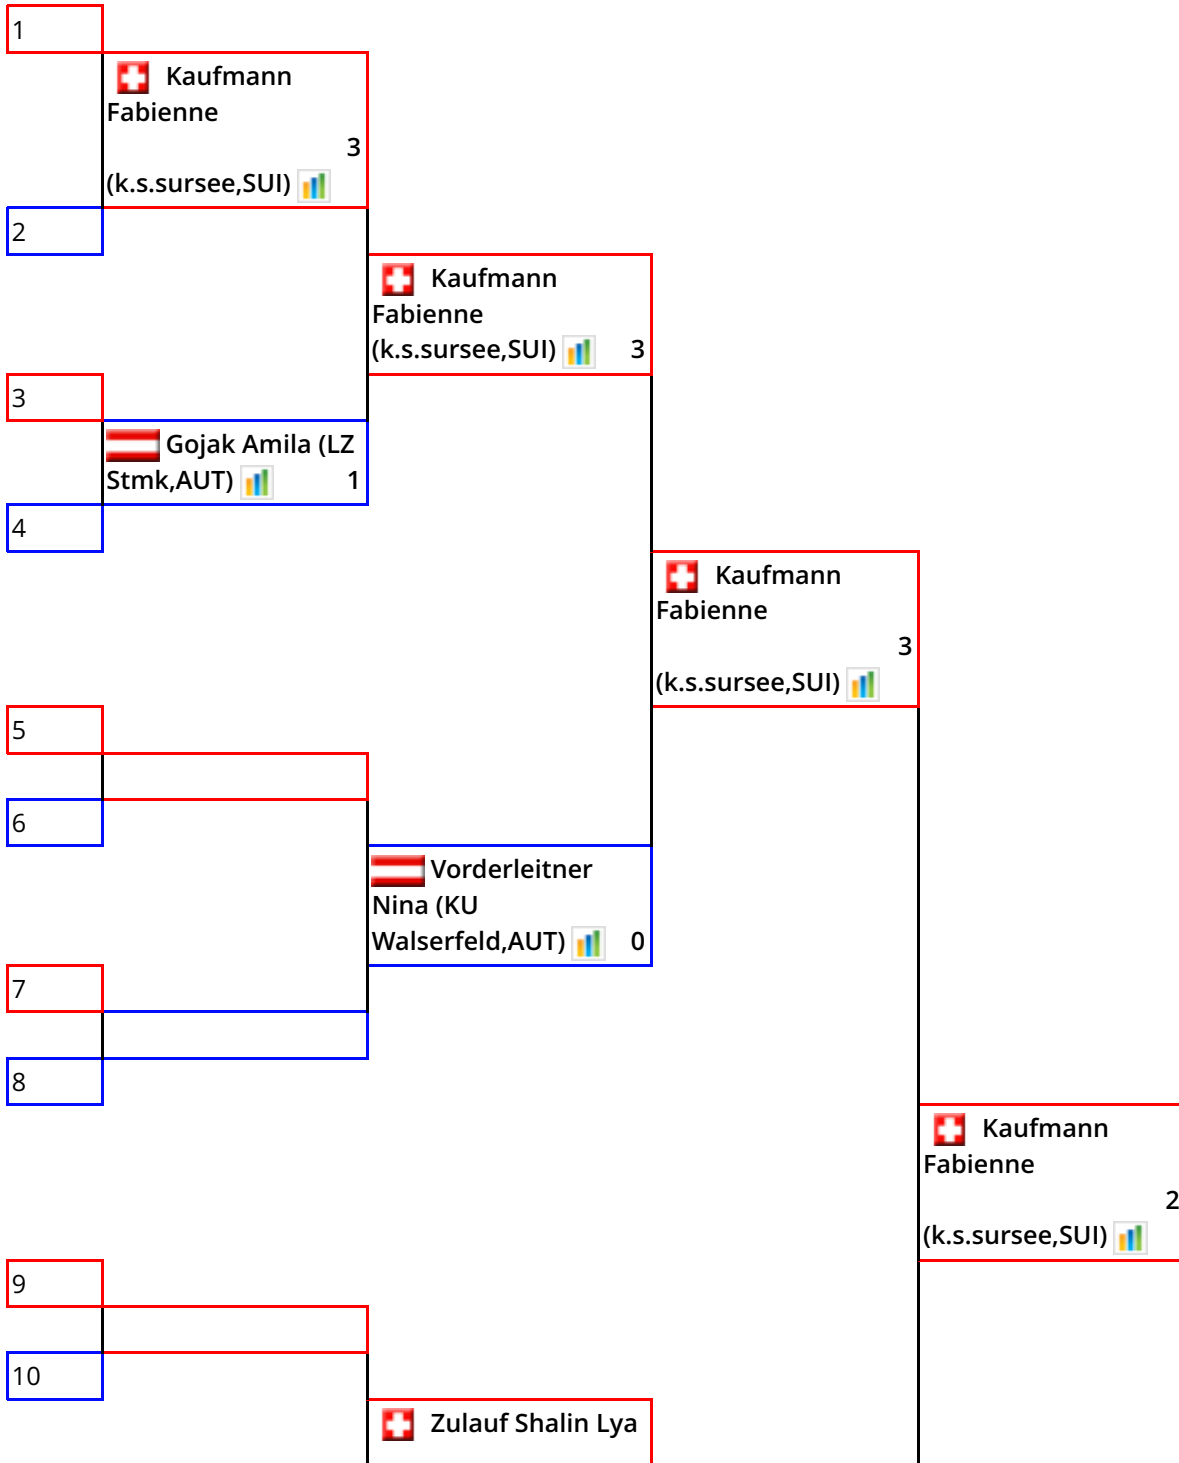 1
Kaufmann
Fabienne
3
(k.s.sursee,SUI)
2
Kaufmann
Fabienne
(k.s.sursee,SUI) 3
3
Gojak Amila (LZ
Stmk,AUT) 1
4
Kaufmann
Fabienne
3
(k.s.sursee,SUI)
5
6
Vorderleitner
Nina (KU
Walserfeld,AUT) 0
7
8
Kaufmann
Fabienne
2
(k.s.sursee,SUI)
9
10
Zulauf Shalin Lya